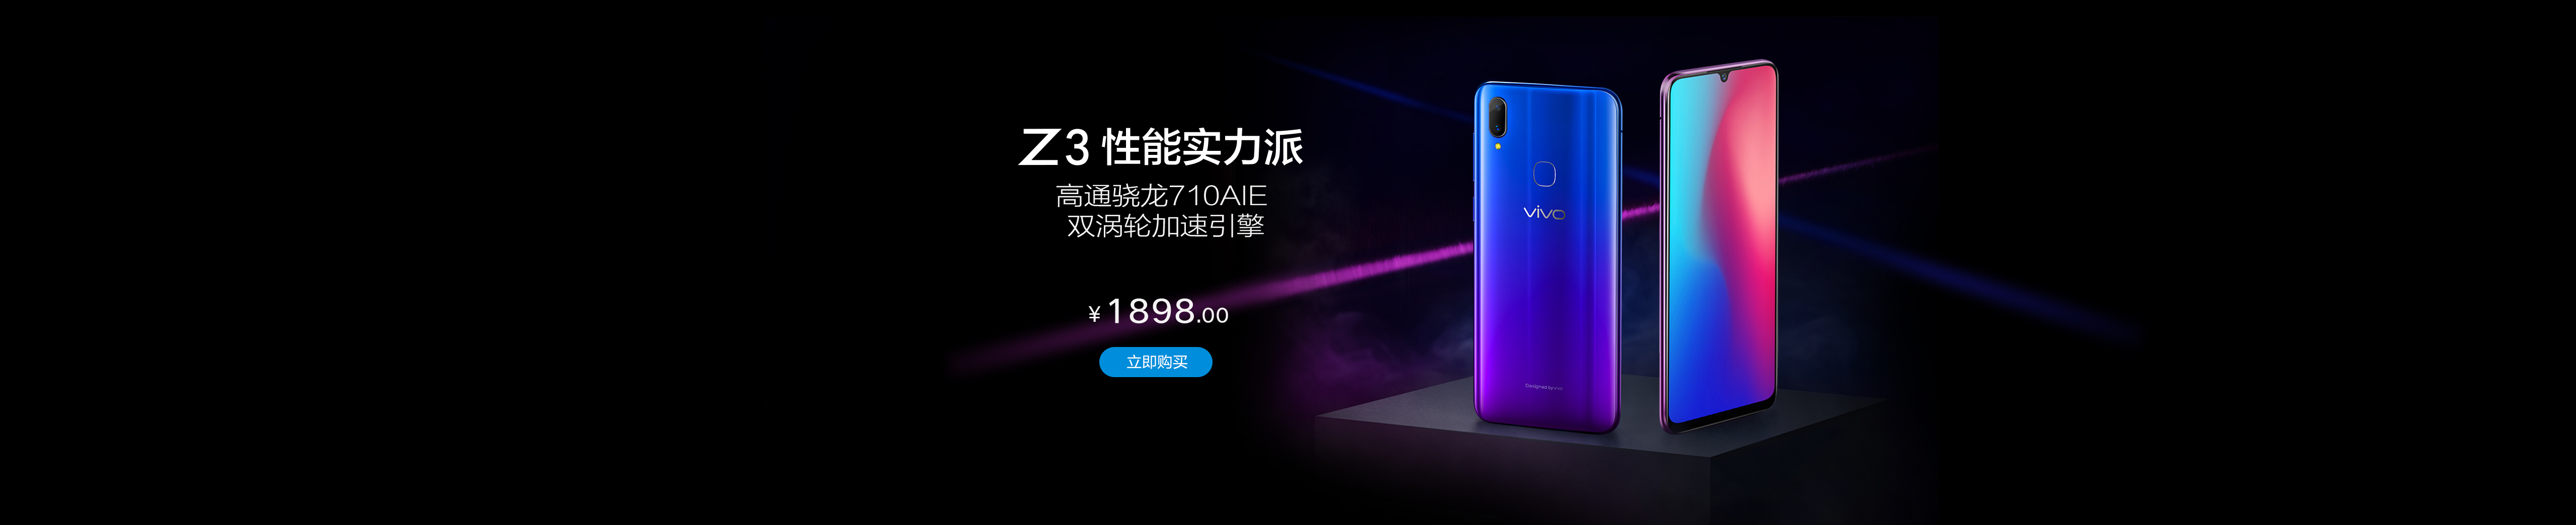 Z3 性能实力派
高通骁龙710AIE
双涡轮加速引擎
¥1898.00
立即购买
vivo
Designed by vivo